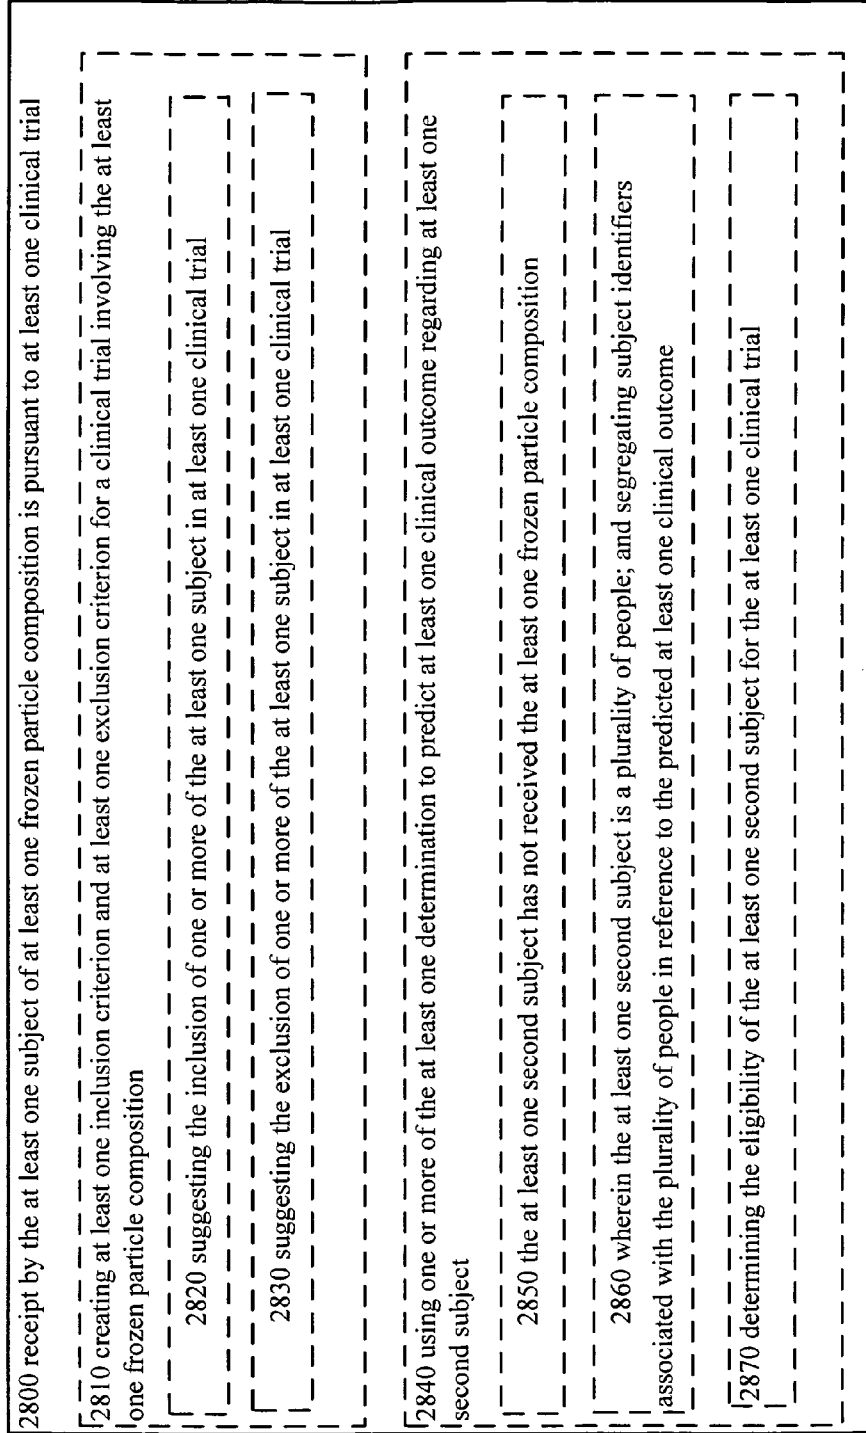 2800 receipt by the at least one subject of at least one frozen particle composition is pursuant to at least one clinical trial
2810 creating at least one inclusion criterion and at least one exclusion criterion for a clinical trial involving the at least
one frozen particle composition
2820 suggesting the inclusion of one or more of the at least one subject in at least one clinical trial
2830 suggesting the exclusion of one or more of the at least one subject in at least one clinical trial
2840 using one or more of the at least one determination to predict at least one clinical outcome regarding at least one
second subject
2850 the at least one second subject has not received the at least one frozen particle composition
2860 wherein the at least one second subject is a plurality of people; and segregating subject identifiers
associated with the plurality of people in reference to the predicted at least one clinical outcome
2870 determining the eligibility of the at least one second subject for the at least one clinical trial